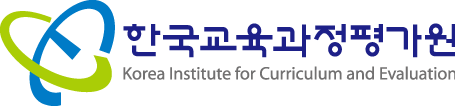 한국교육과정평가원
Korea Institute for Curriculum and Evaluation